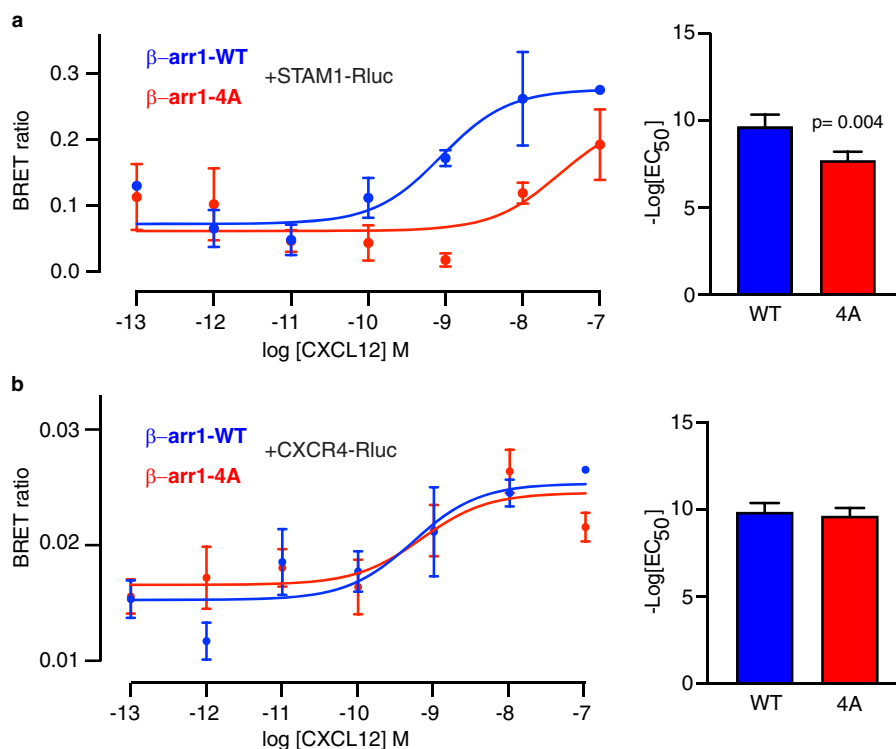 a
β–arr1-WT
+STAM1-Rluc
β–arr1-4A
BRET ratio
0.3
0.2
0.1
0.0
-13 -12 -11 -10 -9 -8 -7
log [CXCL12] M
-Log[EC50]
15
10
5
0
p= 0.004
WT 4A
b
β–arr1-WT
+CXCR4-Rluc
β–arr1-4A
BRET ratio
0.03
0.02
0.01
-13 -12 -11 -10 -9 -8 -7
log [CXCL12] M
-Log[EC50]
15
10
5
0
WT 4A